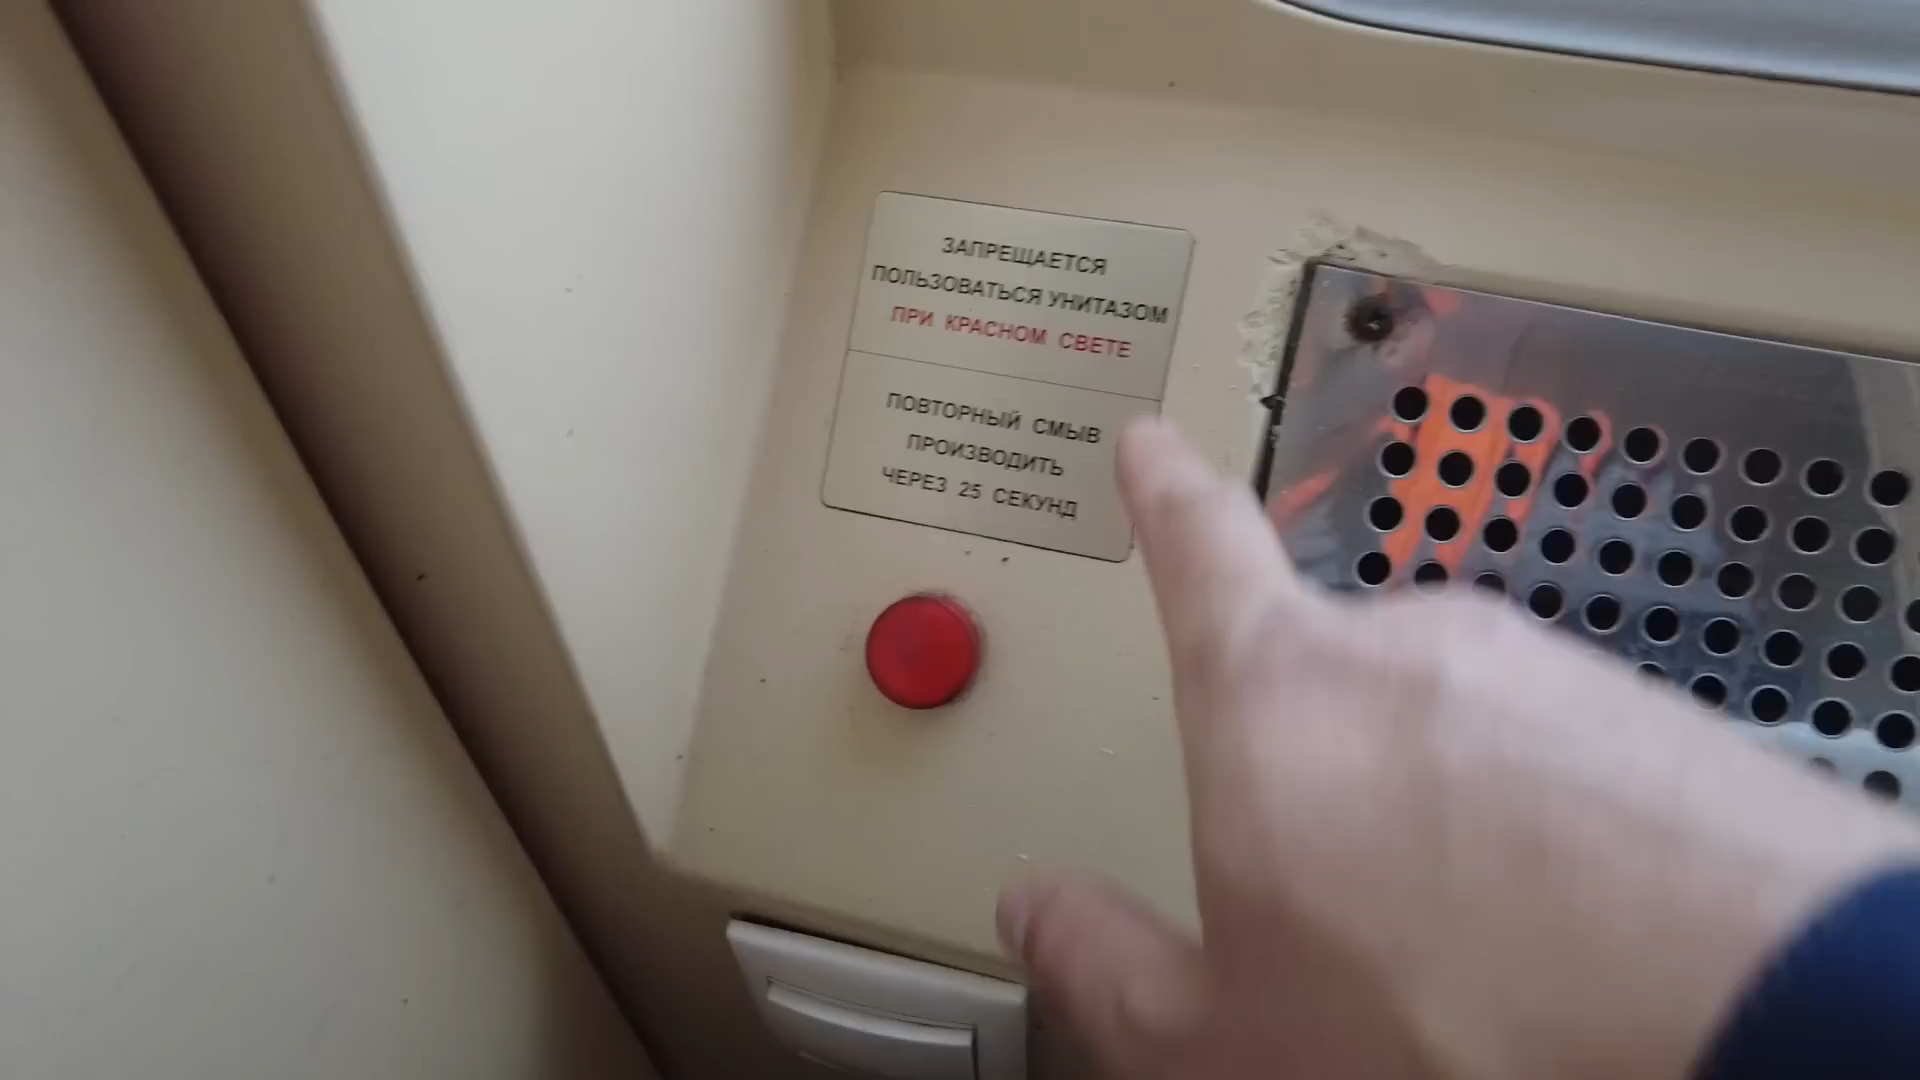 ЗАПРЕЩАЕТСЯ
ПОЛЬЗОВАТЬСЯ УНИТАЗОМ
ПРИ КРАСНОМ СВЕТЕ
ПОВТОРНЫЙ СМЫВ
ПРОИЗВОДИТЬ
ЧЕРЕЗ 25 СЕКУНД